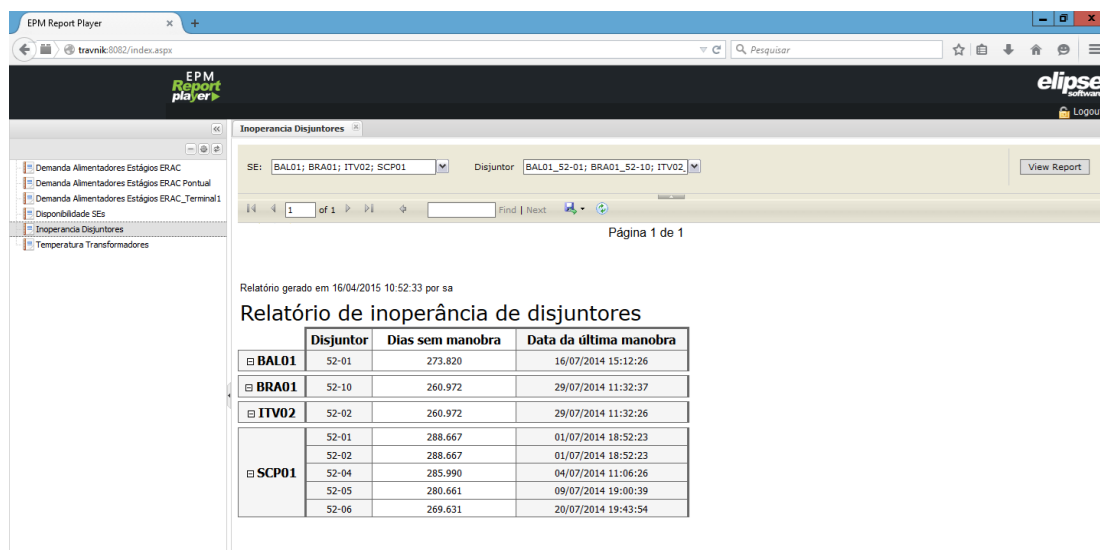 EPM Report Player
travnik:8082/index.aspx
Pesquisar
EPM
Report
player
elipse
software
Logout
Inoperancia Disjuntores
Demanda Alimentadores Estágios ERAC
Demanda Alimentadores Estágios ERAC Pontual
Demanda Alimentadores Estágios ERAC_Terminal1
Disponibilidade SEs
Inoperancia Disjuntores
Temperatura Transformadores
SE: BAL01; BRA01; ITV02; SCP01 Disjuntor BAL01_52-01; BRA01_52-10; ITV02_ View Report
1 of 1 Find | Next
Página 1 de 1
Relatório gerado em 16/04/2015 10:52:33 por sa
Relatório de inoperância de disjuntores
Disjuntor Dias sem manobra Data da última manobra
BAL01 52-01 273.820 16/07/2014 15:12:26
BRA01 52-10 260.972 29/07/2014 11:32:37
ITV02 52-02 260.972 29/07/2014 11:32:26
52-01 288.667 01/07/2014 18:52:23
52-02 288.667 01/07/2014 18:52:23
SCP01 52-04 285.990 04/07/2014 11:06:26
52-05 280.661 09/07/2014 19:00:39
52-06 269.631 20/07/2014 19:43:54